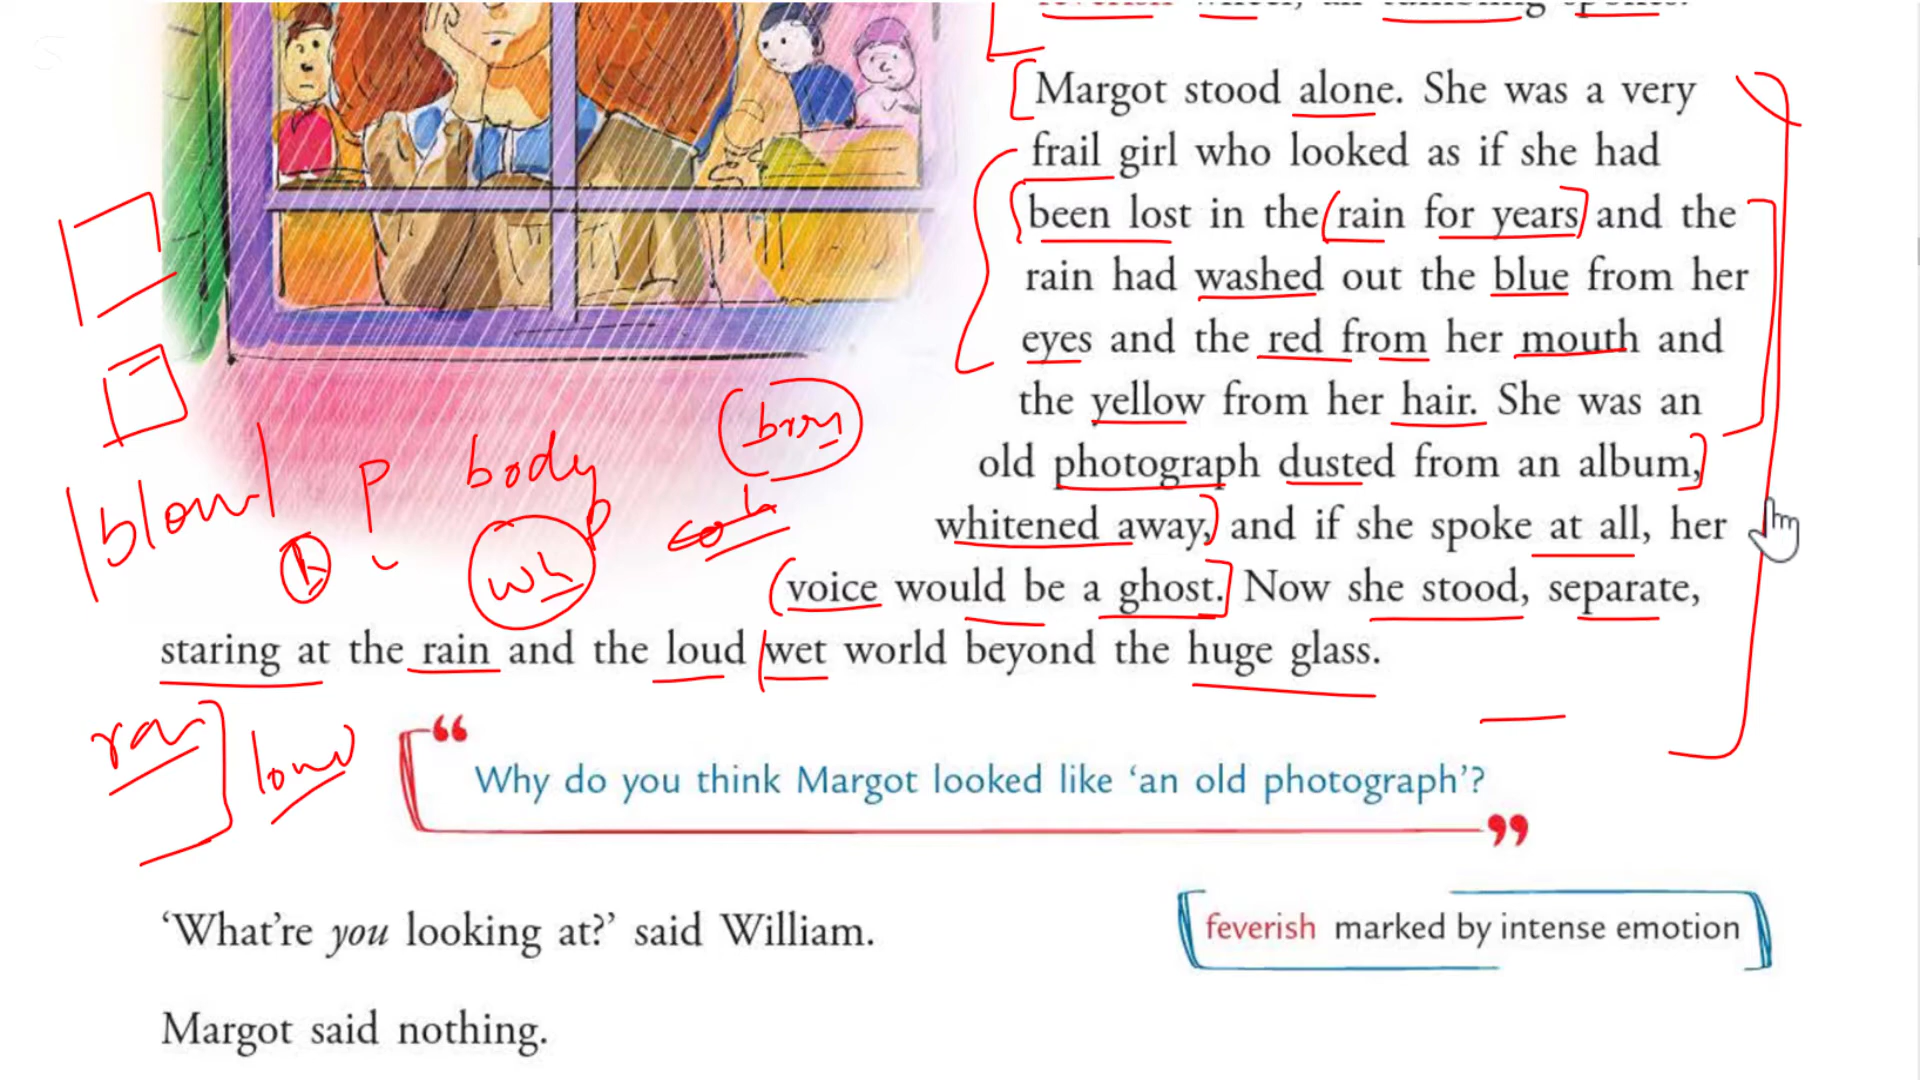 Margot stood alone. She was a very
frail girl who looked as if she had
been lost in the rain for years and the
rain had washed out the blue from her
eyes and the red from her mouth and
the yellow from her hair. She was an
old photograph dusted from an album,
whitened away, and if she spoke at all, her
voice would be a ghost. Now she stood, separate,
staring at the rain and the loud wet world beyond the huge glass.
body
p
wh
“Why do you think Margot looked like ‘an old photograph’?”
‘What’re you looking at?’ said William.
feverish marked by intense emotion
Margot said nothing.